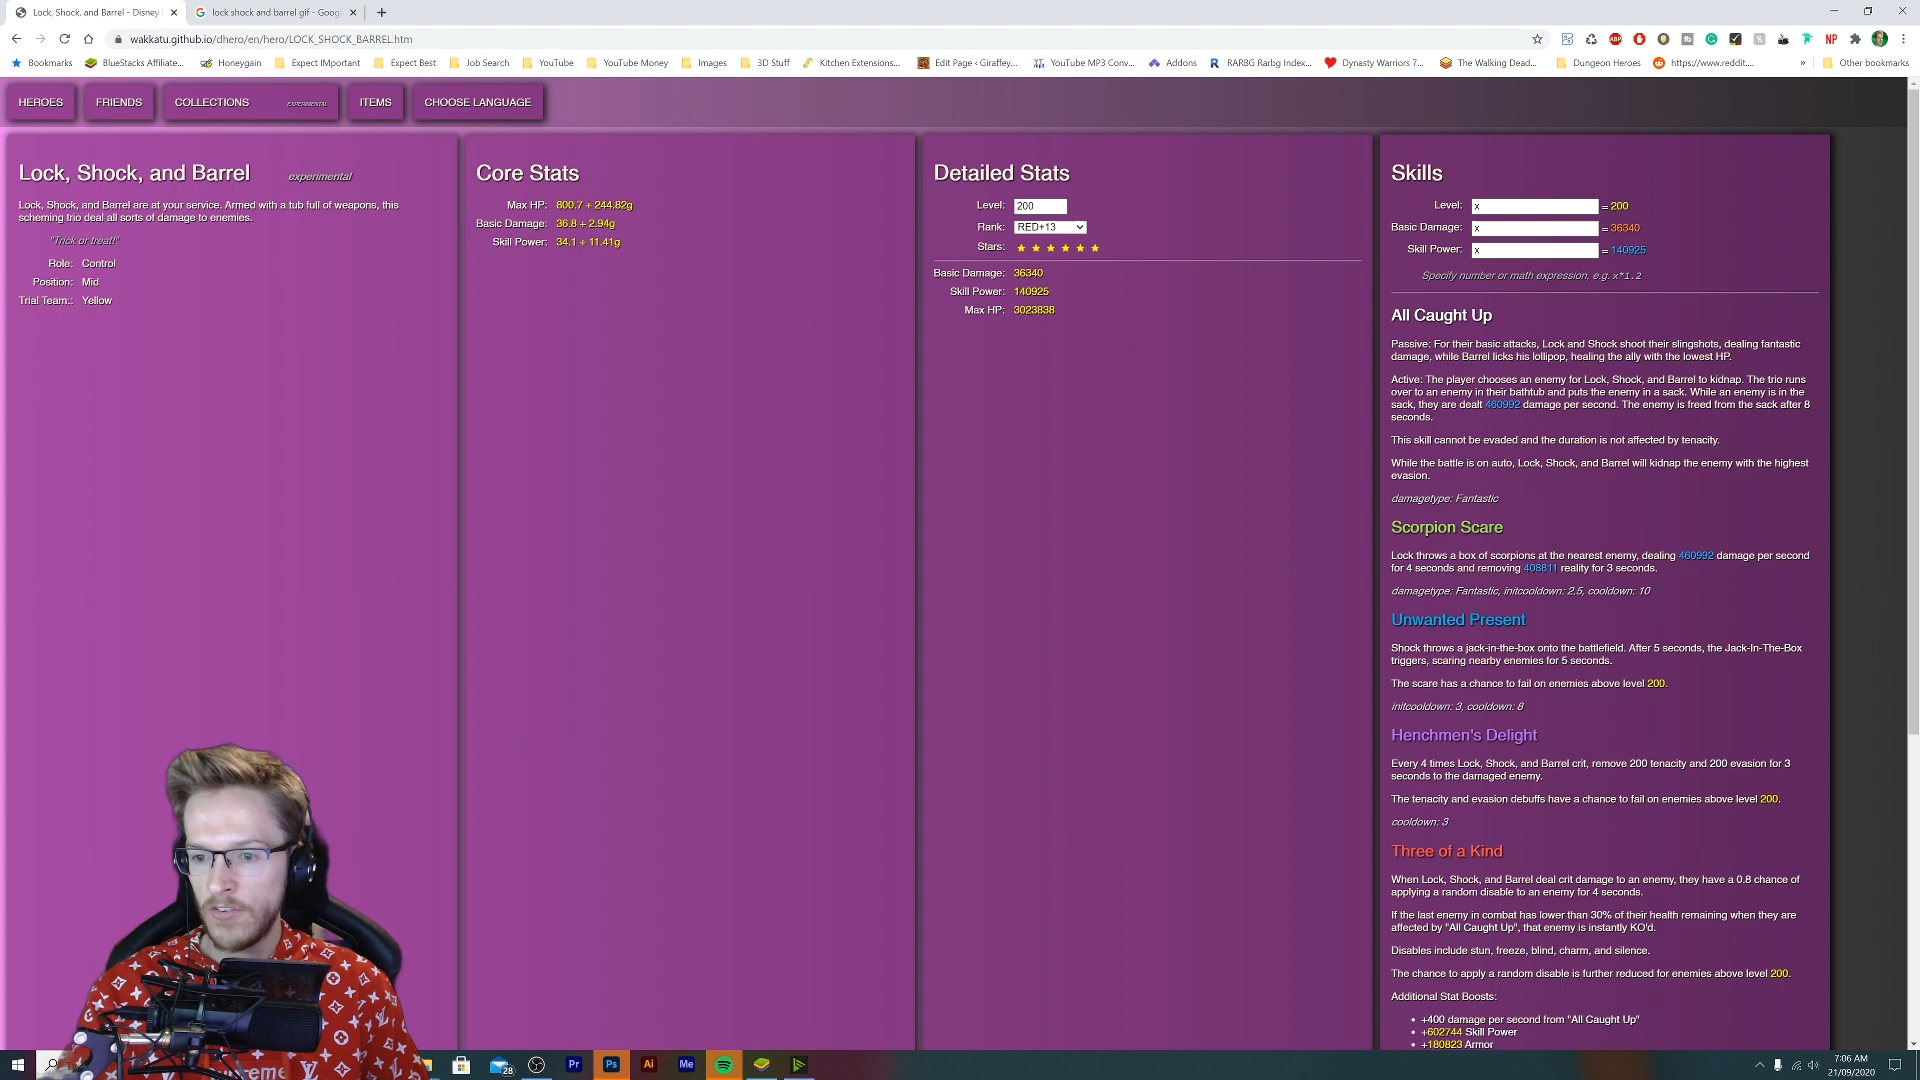 Lock, Shock, and Barrel - Disney
lock shock and barrel gif - Goog
wakkatu.github.io/dhero/en/hero/LOCK_SHOCK_BARREL.htm
Bookmarks
BlueStacks Affiliate...
Honeygain
Expect IMportant
Expect Best
Job Search
YouTube
YouTube Money
Images
3D Stuff
Kitchen Extensions...
Edit Page ‹ Giraffey...
YouTube MP3 Conv...
Addons
RARBG Rarbg Index...
Dynasty Warriors 7...
The Walking Dead...
Dungeon Heroes
https://www.reddit....
»
Other bookmarks
HEROES
FRIENDS
COLLECTIONS EXPERIMENTAL
ITEMS
CHOOSE LANGUAGE
Lock, Shock, and Barrel experimental
Lock, Shock, and Barrel are at your service. Armed with a tub full of weapons, this
scheming trio deal all sorts of damage to enemies.
"Trick or treat!"
Role: Control
Position: Mid
Trial Team:: Yellow
Core Stats
Max HP: 800.7 + 244.82g
Basic Damage: 36.8 + 2.94g
Skill Power: 34.1 + 11.41g
Detailed Stats
Level: 200
Rank: RED+13
Stars: ★ ★ ★ ★ ★ ★
Basic Damage: 36340
Skill Power: 140925
Max HP: 3023838
Skills
Level: x = 200
Basic Damage: x = 36340
Skill Power: x = 140925
Specify number or math expression, e.g. x*1.2
All Caught Up
Passive: For their basic attacks, Lock and Shock shoot their slingshots, dealing fantastic
damage, while Barrel licks his lollipop, healing the ally with the lowest HP.
Active: The player chooses an enemy for Lock, Shock, and Barrel to kidnap. The trio runs
over to an enemy in their bathtub and puts the enemy in a sack. While an enemy is in the
sack, they are dealt 460992 damage per second. The enemy is freed from the sack after 8
seconds.
This skill cannot be evaded and the duration is not affected by tenacity.
While the battle is on auto, Lock, Shock, and Barrel will kidnap the enemy with the highest
evasion.
damagetype: Fantastic
Scorpion Scare
Lock throws a box of scorpions at the nearest enemy, dealing 460992 damage per second
for 4 seconds and removing 408811 reality for 3 seconds.
damagetype: Fantastic, initcooldown: 2.5, cooldown: 10
Unwanted Present
Shock throws a jack-in-the-box onto the battlefield. After 5 seconds, the Jack-In-The-Box
triggers, scaring nearby enemies for 5 seconds.
The scare has a chance to fail on enemies above level 200.
initcooldown: 3, cooldown: 8
Henchmen's Delight
Every 4 times Lock, Shock, and Barrel crit, remove 200 tenacity and 200 evasion for 3
seconds to the damaged enemy.
The tenacity and evasion debuffs have a chance to fail on enemies above level 200.
cooldown: 3
Three of a Kind
When Lock, Shock, and Barrel deal crit damage to an enemy, they have a 0.8 chance of
applying a random disable to an enemy for 4 seconds.
If the last enemy in combat has lower than 30% of their health remaining when they are
affected by "All Caught Up", that enemy is instantly KO'd.
Disables include stun, freeze, blind, charm, and silence.
The chance to apply a random disable is further reduced for enemies above level 200.
Additional Stat Boosts:
• +400 damage per second from "All Caught Up"
• +602744 Skill Power
• +180823 Armor
28
Pr
Ps
Ai
Me
7:06 AM
21/09/2020